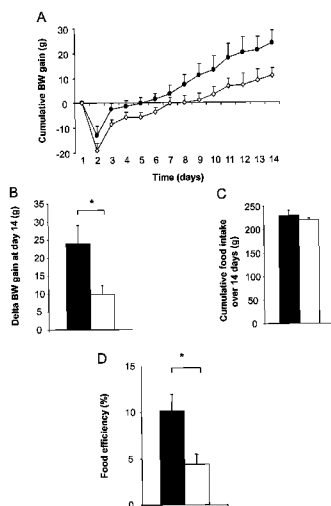 A
Cumulative BW gain (g)
30
20
10
0
-10
-20
1 2 3 4 5 6 7 8 9 10 11 12 13 14
Time (days)
B
Delta BW gain at day 14 (g)
30
25
20
15
10
5
0
*
C
Cumulative food intake
over 14 days (g)
250
200
150
100
50
0
D
Food efficiency (%)
15
10
5
0
*